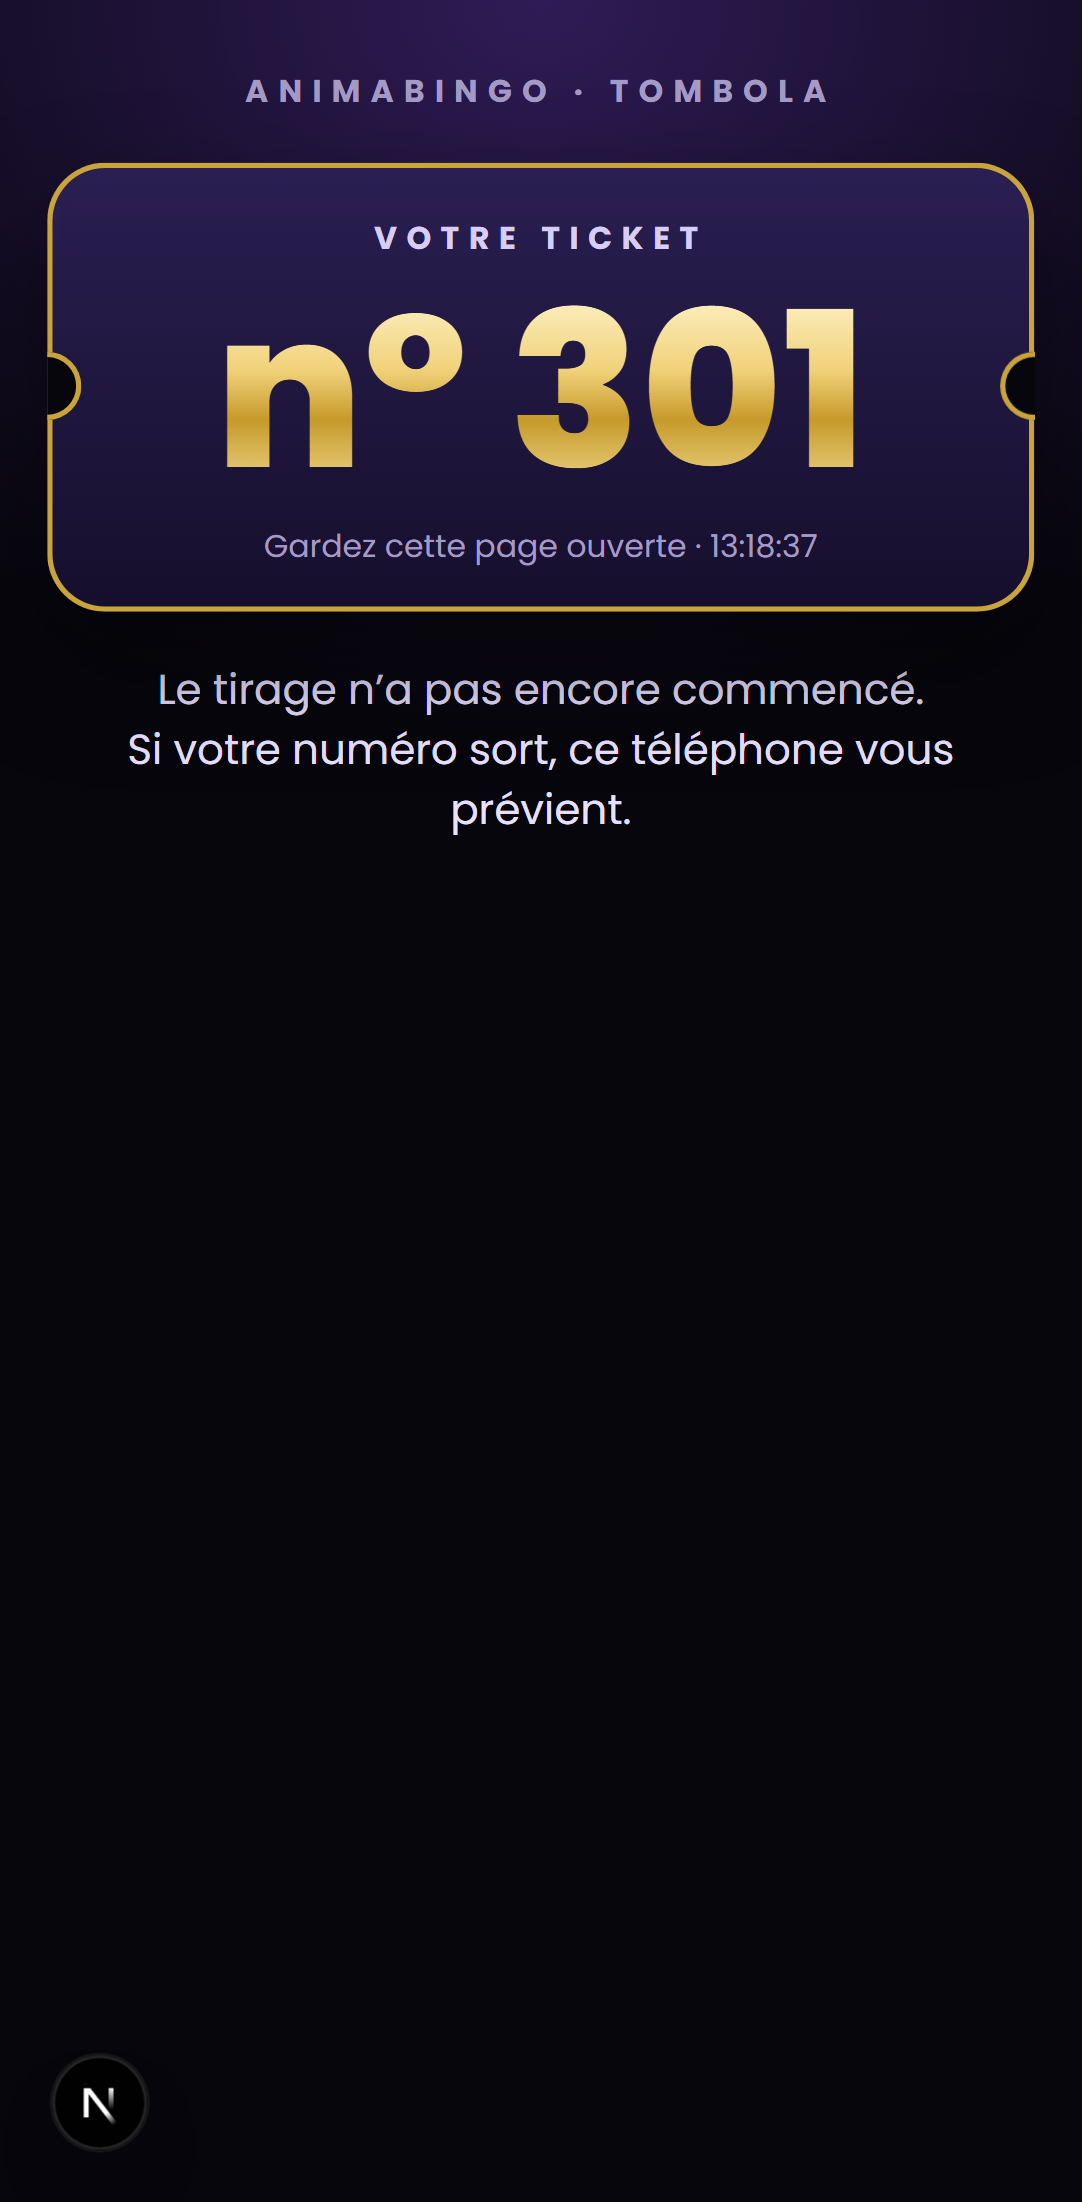 ANIMABINGO · TOMBOLA
VOTRE TICKET
nº 301
Gardez cette page ouverte · 13:18:37
Le tirage n’a pas encore commencé.
Si votre numéro sort, ce téléphone vous
prévient.
N